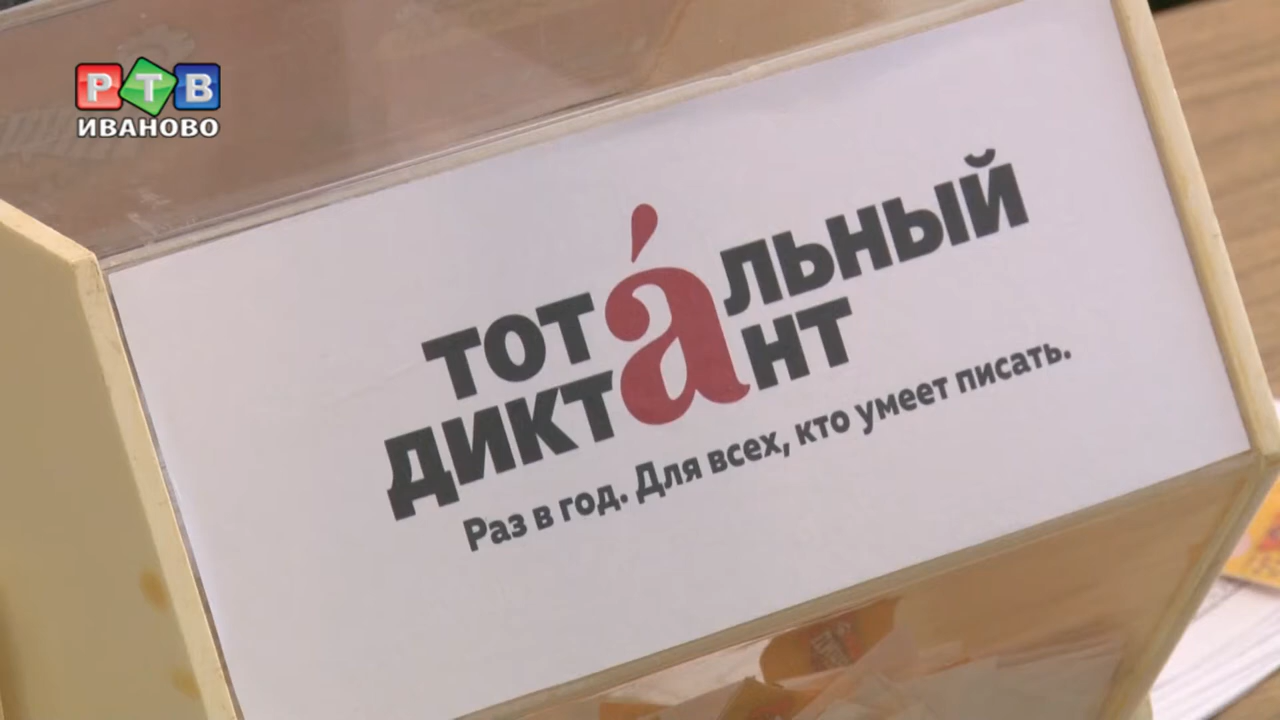 РТВ
ИВАНОВО
тотальный
диктант
Раз в год. Для всех, кто умеет писать.